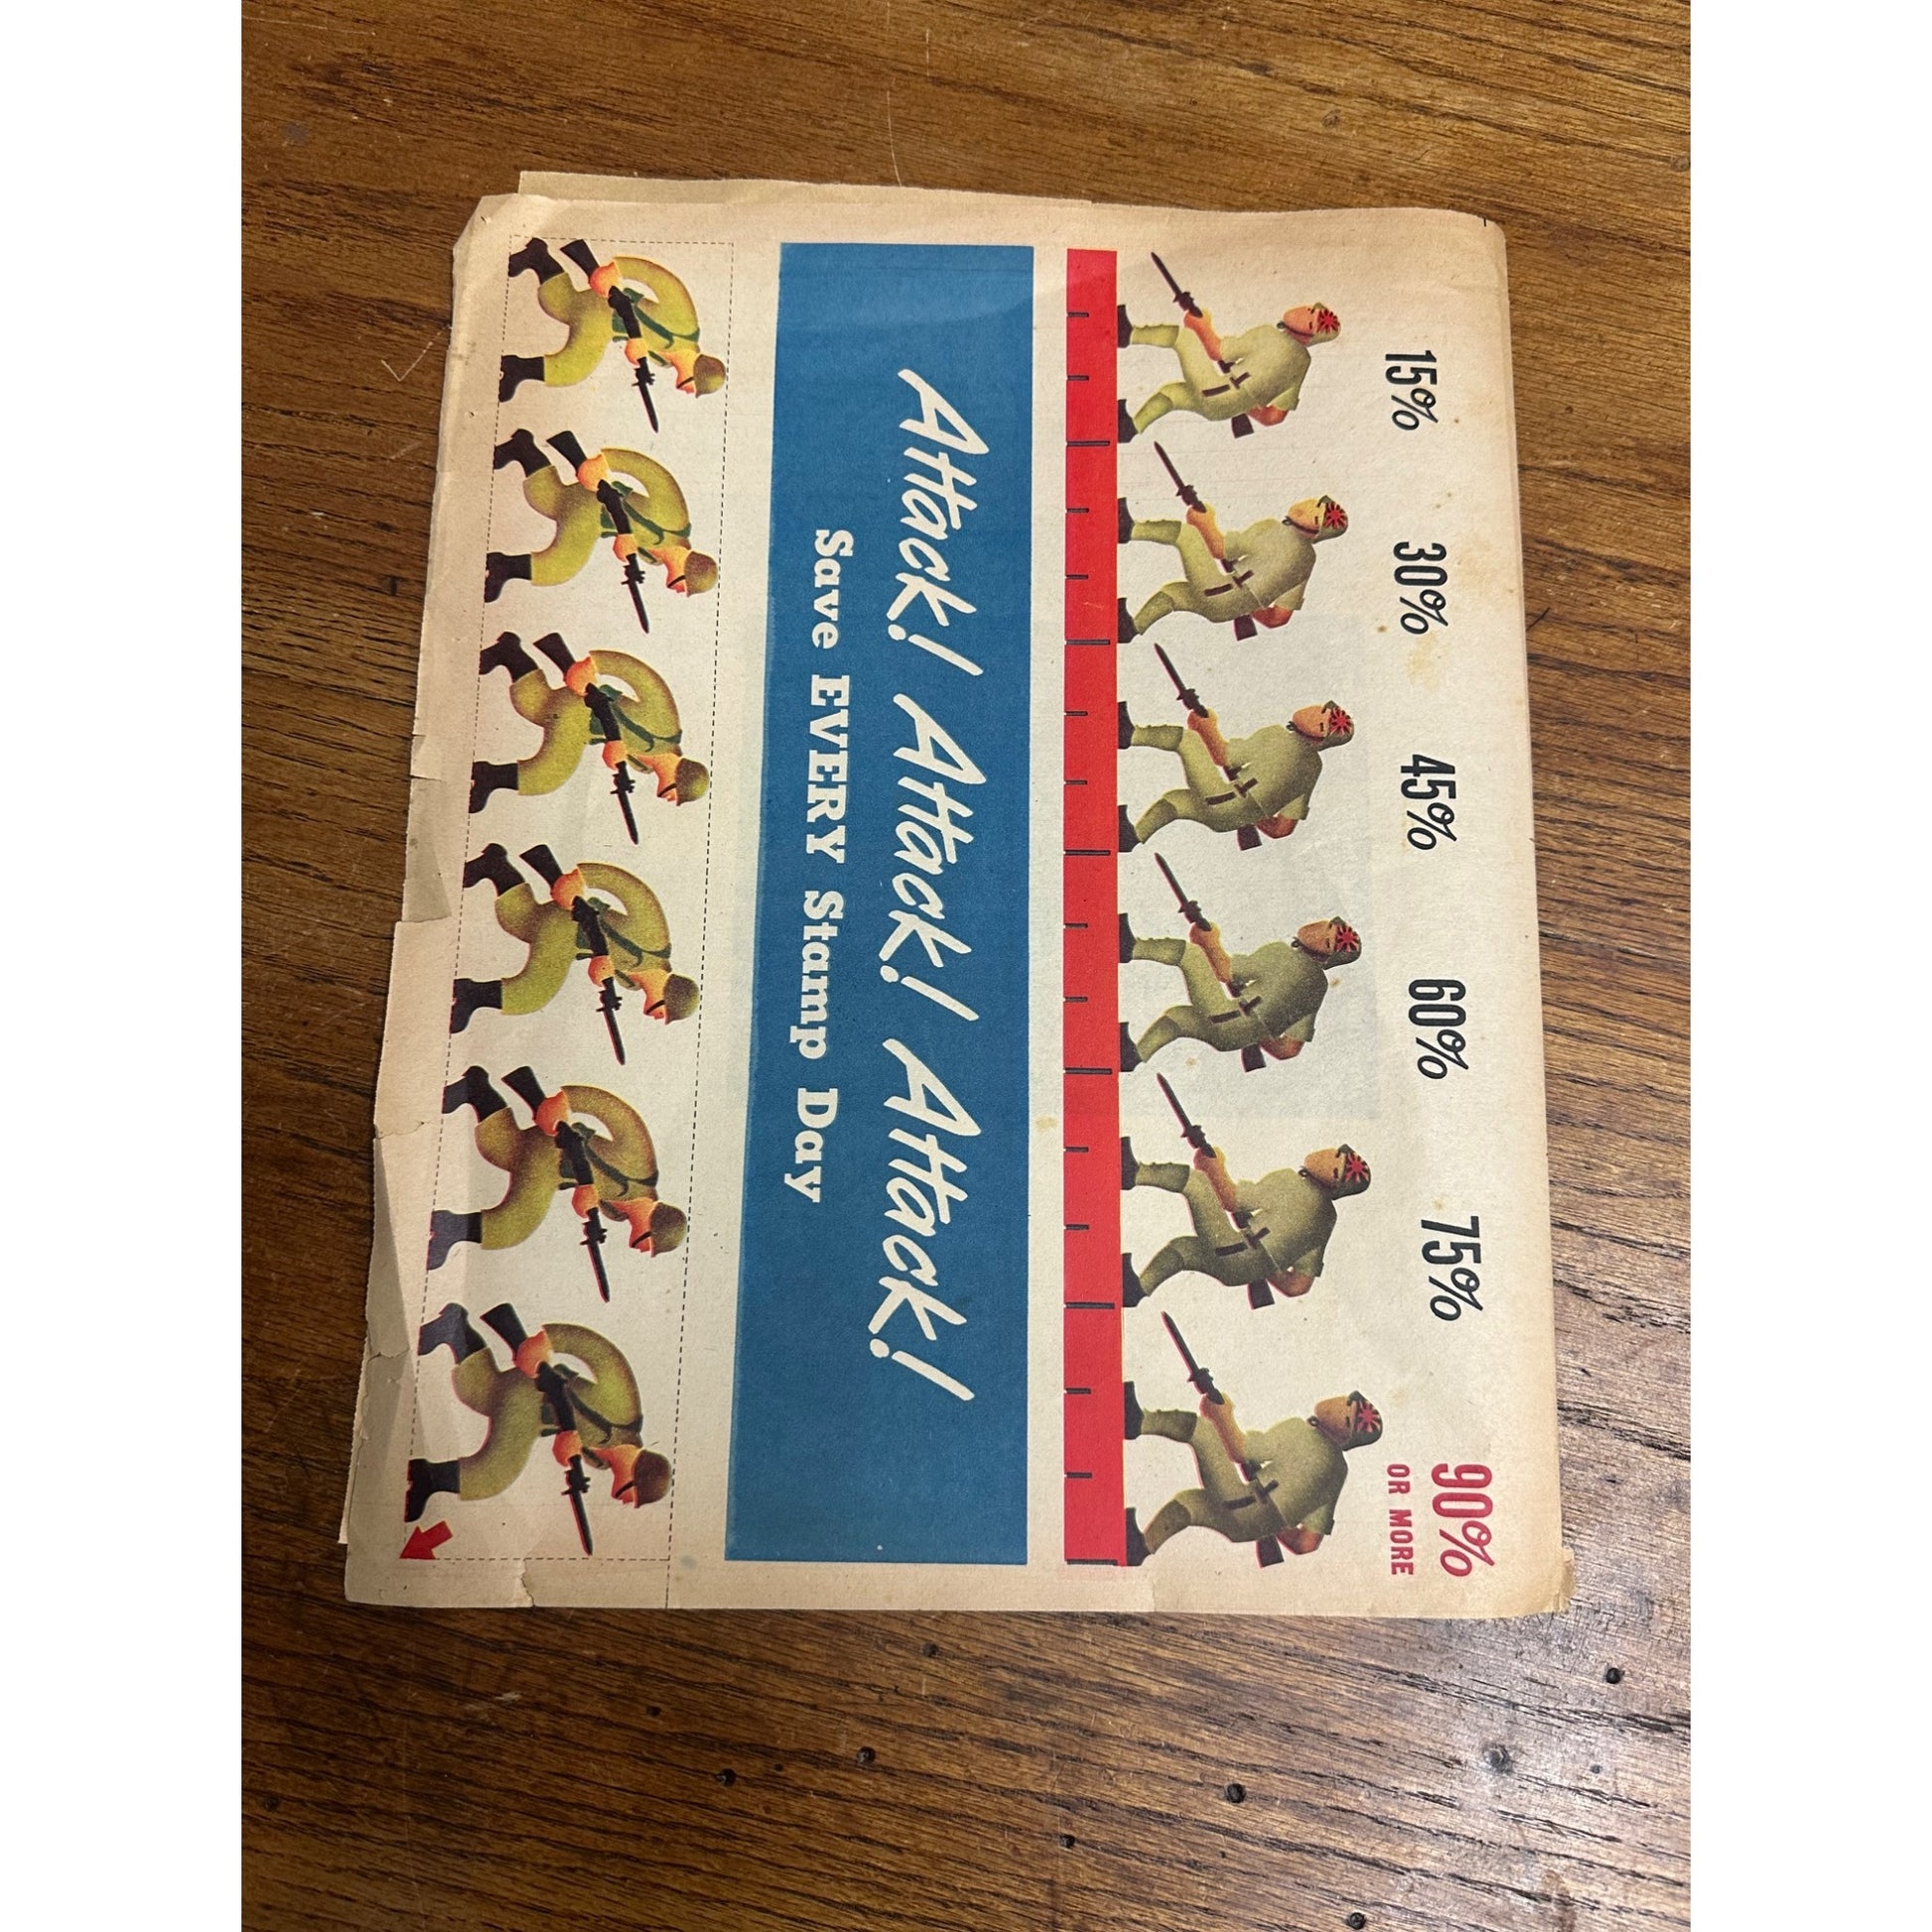 15% 30% 45% 60% 75% 90%
OR MORE
Attack! Attack! Attack!
Save EVERY Stamp Day